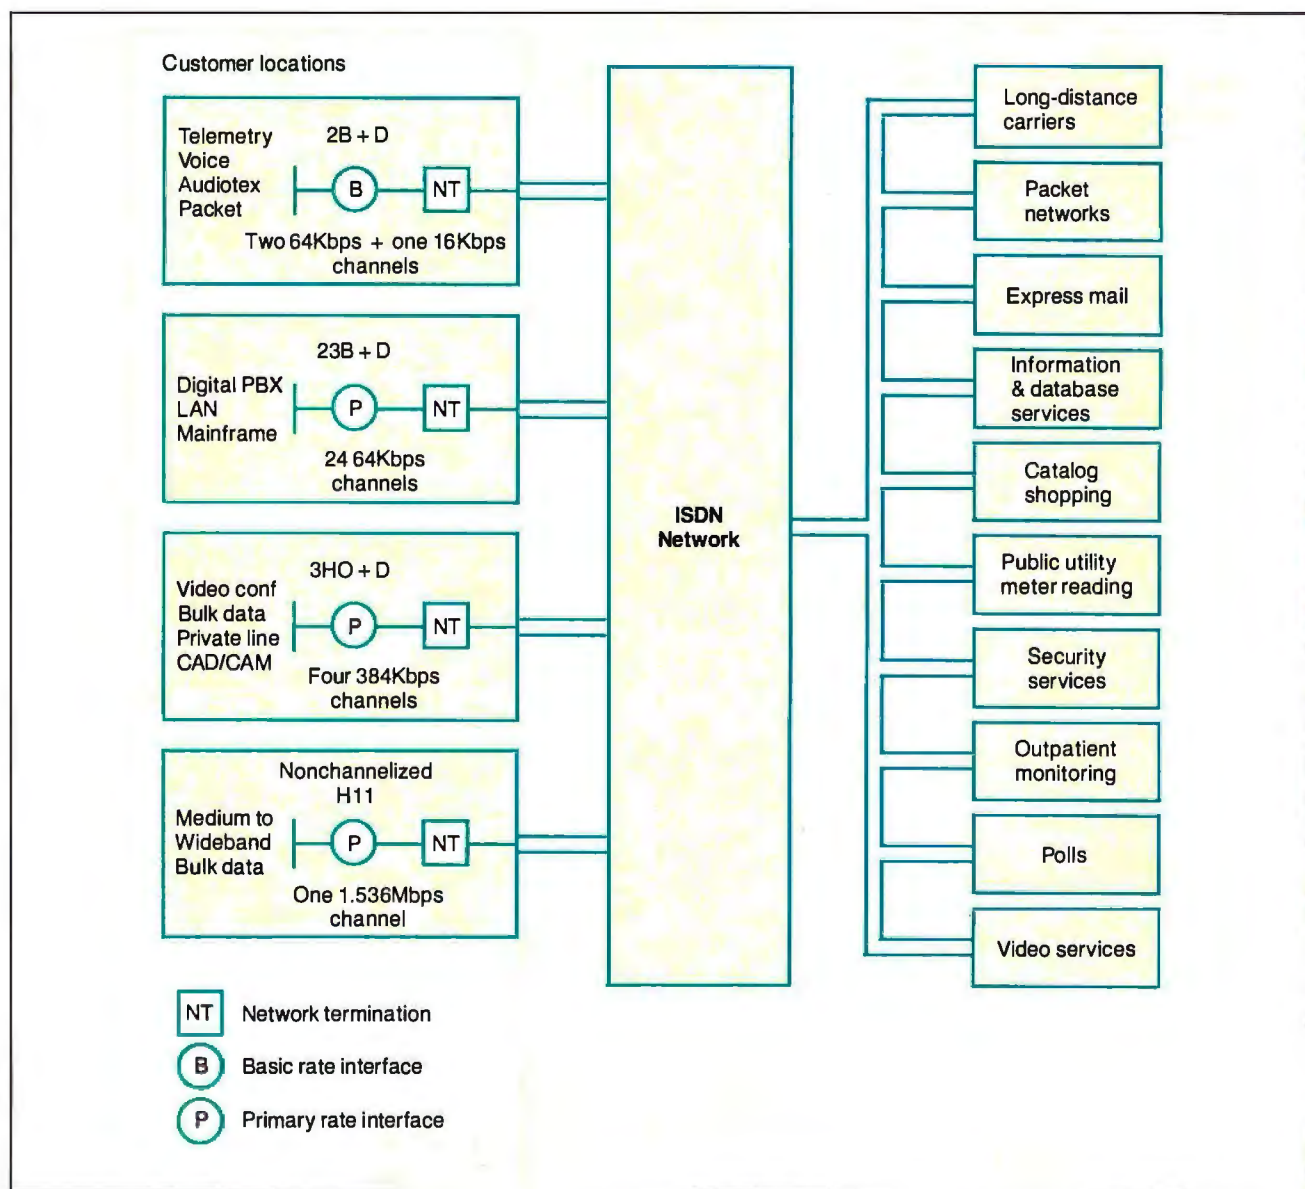 Customer locations
Telemetry
Voice
Audiotex
Packet
2B + D
B
NT
Two 64Kbps + one 16Kbps
channels
Digital PBX
LAN
Mainframe
23B + D
P
NT
24 64Kbps
channels
Video conf
Bulk data
Private line
CAD/CAM
3HO + D
P
NT
Four 384Kbps
channels
Medium to
Wideband
Bulk data
Nonchannelized
H11
P
NT
One 1.536Mbps
channel
ISDN
Network
Long-distance
carriers
Packet
networks
Express mail
Information
& database
services
Catalog
shopping
Public utility
meter reading
Security
services
Outpatient
monitoring
Polls
Video services
NT Network termination
B Basic rate interface
P Primary rate interface